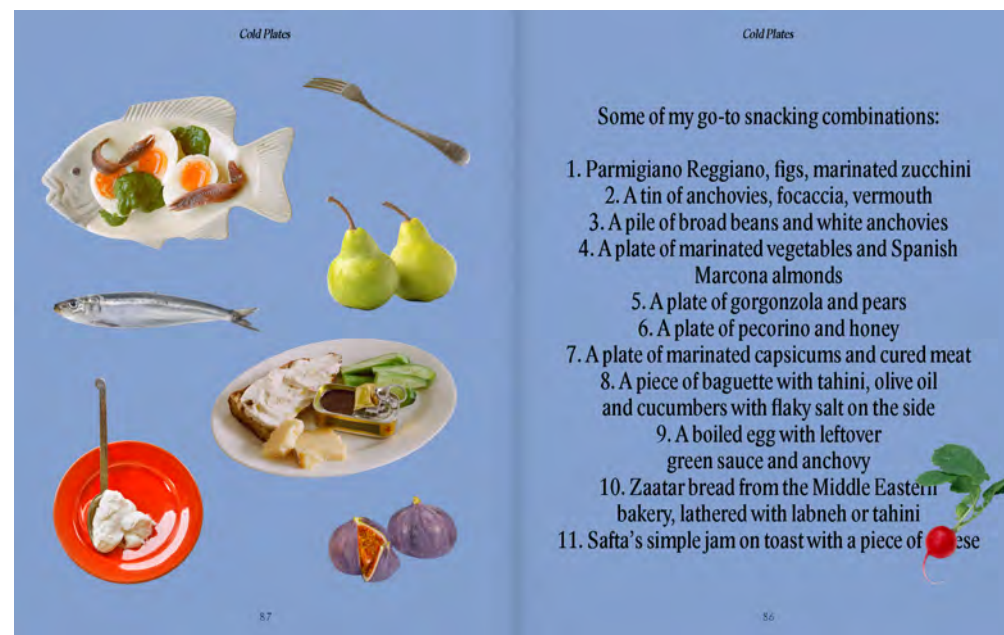 Cold Plates
87
Cold Plates
Some of my go-to snacking combinations:
1. Parmigiano Reggiano, figs, marinated zucchini
2. A tin of anchovies, focaccia, vermouth
3. A pile of broad beans and white anchovies
4. A plate of marinated vegetables and Spanish
Marcona almonds
5. A plate of gorgonzola and pears
6. A plate of pecorino and honey
7. A plate of marinated capsicums and cured meat
8. A piece of baguette with tahini, olive oil
and cucumbers with flaky salt on the side
9. A boiled egg with leftover
green sauce and anchovy
10. Zaatar bread from the Middle Eastern
bakery, lathered with labneh or tahini
11. Safta's simple jam on toast with a piece of
86